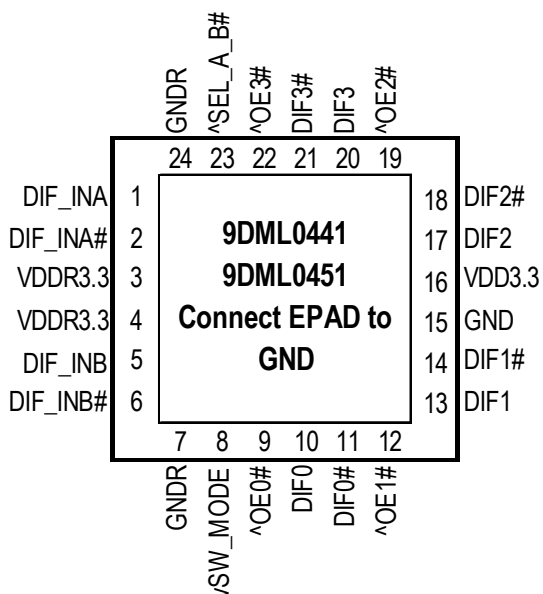 GNDR
^SEL_A_B#
^OE3#
DIF3#
DIF3
^OE2#
24 23 22 21 20 19
DIF_INA 1
DIF_INA# 2
VDDR3.3 3
VDDR3.3 4
DIF_INB 5
DIF_INB# 6
9DML0441
9DML0451
Connect EPAD to
GND
18 DIF2#
17 DIF2
16 VDD3.3
15 GND
14 DIF1#
13 DIF1
7 8 9 10 11 12
GNDR
vSW_MODE
^OE0#
DIF0
DIF0#
^OE1#